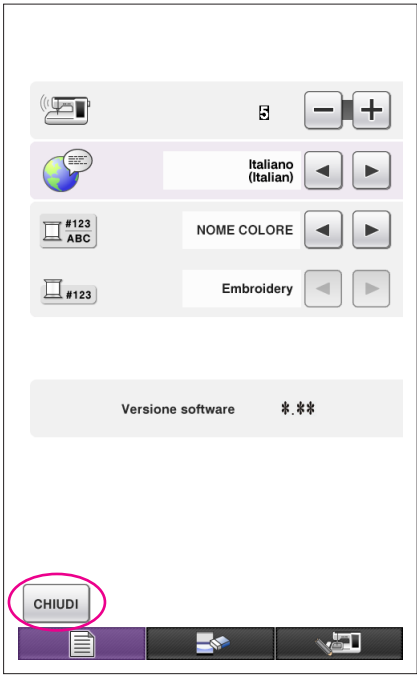 5
Italiano
(Italian)
#123
ABC
NOME COLORE
#123
Embroidery
Versione software *.**
CHIUDI